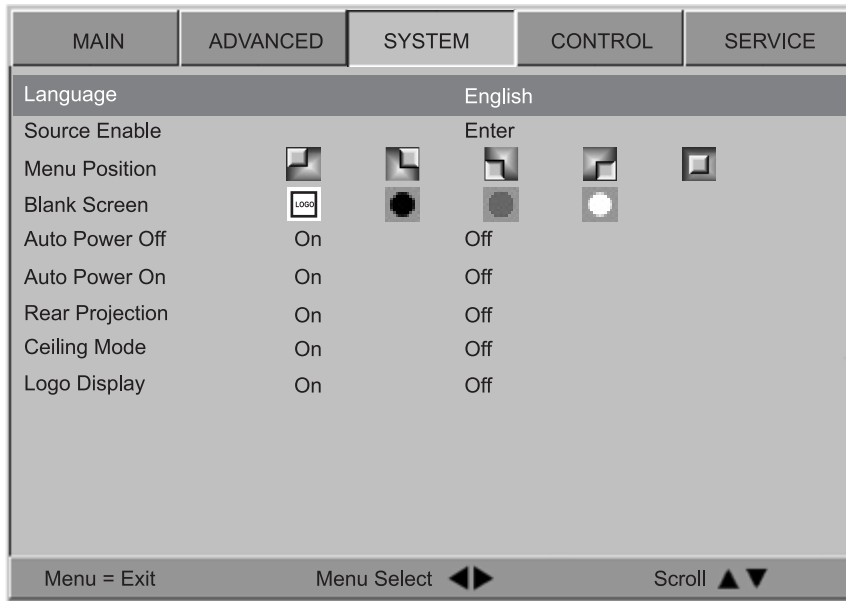 MAIN ADVANCED SYSTEM CONTROL SERVICE
Language English
Source Enable Enter
Menu Position
Blank Screen LOGO
Auto Power Off On Off
Auto Power On On Off
Rear Projection On Off
Ceiling Mode On Off
Logo Display On Off
Menu = Exit Menu Select ◀▶ Scroll ▲▼